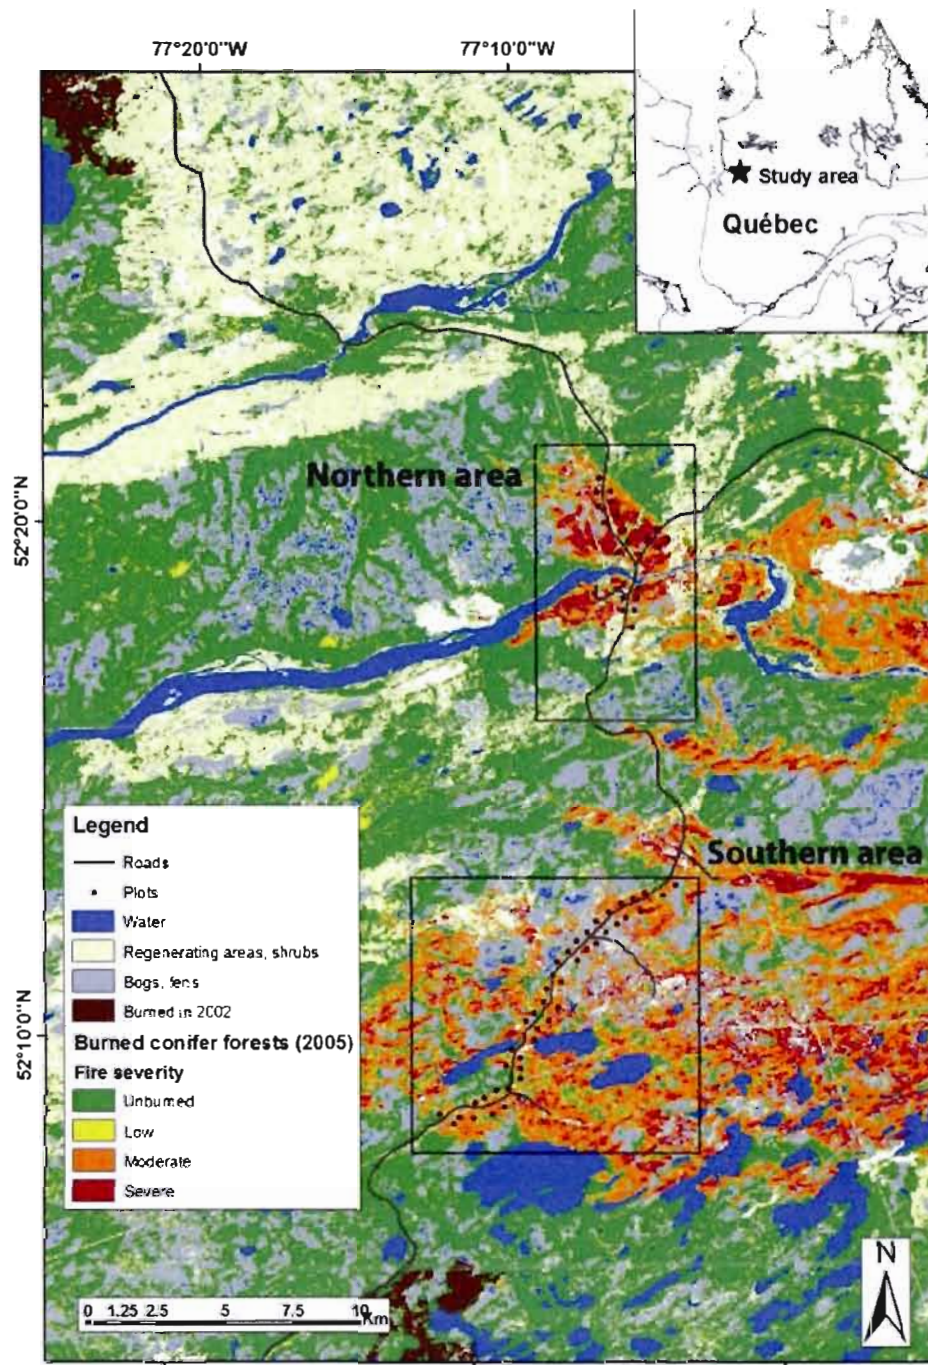 77°20'0"W
77°10'0"W
Study area
Québec
Northern area
52°20'0"N
Southern area
52°10'0"N
Legend
Roads
Plots
Water
Regenerating areas, shrubs
Bogs, fens
Burned in 2002
Burned conifer forests (2005)
Fire severity
Unburned
Low
Moderate
Severe
0 1.25 2.5 5 7.5 10
Km
N